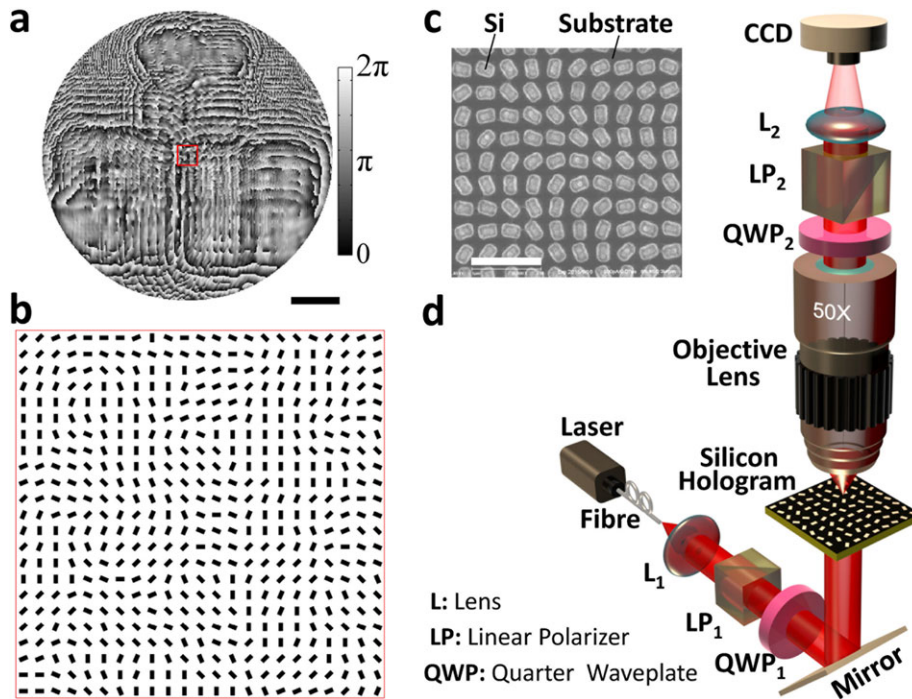 a
2π
π
0
b
c
Si
Substrate
d
CCD
L2
LP2
QWP2
50X
Objective
Lens
Laser
Silicon
Hologram
Fibre
L1
LP1
QWP1
Mirror
L: Lens
LP: Linear Polarizer
QWP: Quarter Waveplate